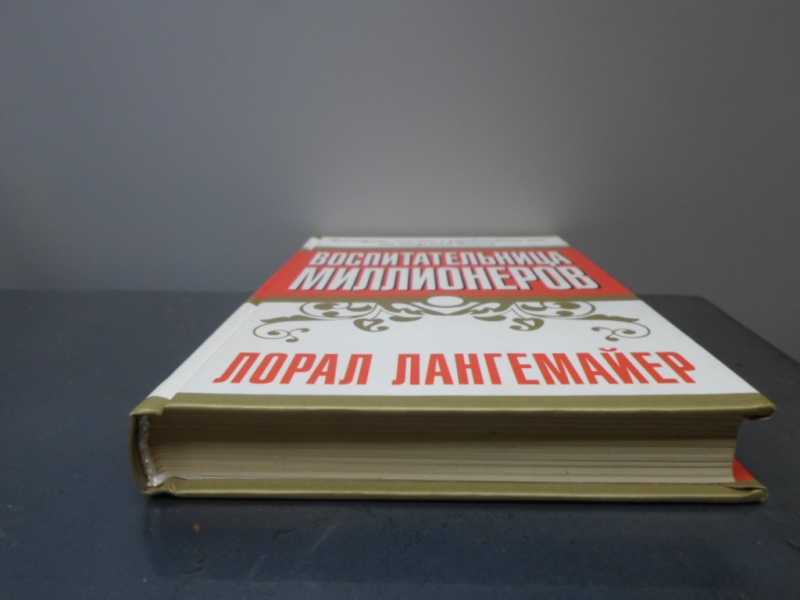 ВОСПИТАТЕЛЬНИЦА
МИЛЛИОНЕРОВ
ЛОРАЛ ЛАНГЕМАЙЕР